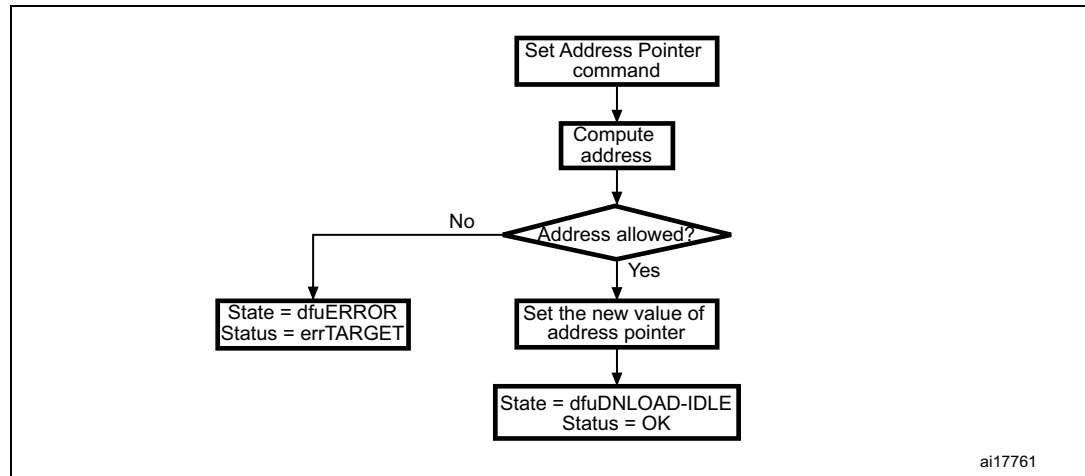 Set Address Pointer
command
Compute
address
Address allowed?
No
Yes
State = dfuERROR
Status = errTARGET
Set the new value of
address pointer
State = dfuDNLOAD-IDLE
Status = OK
ai17761